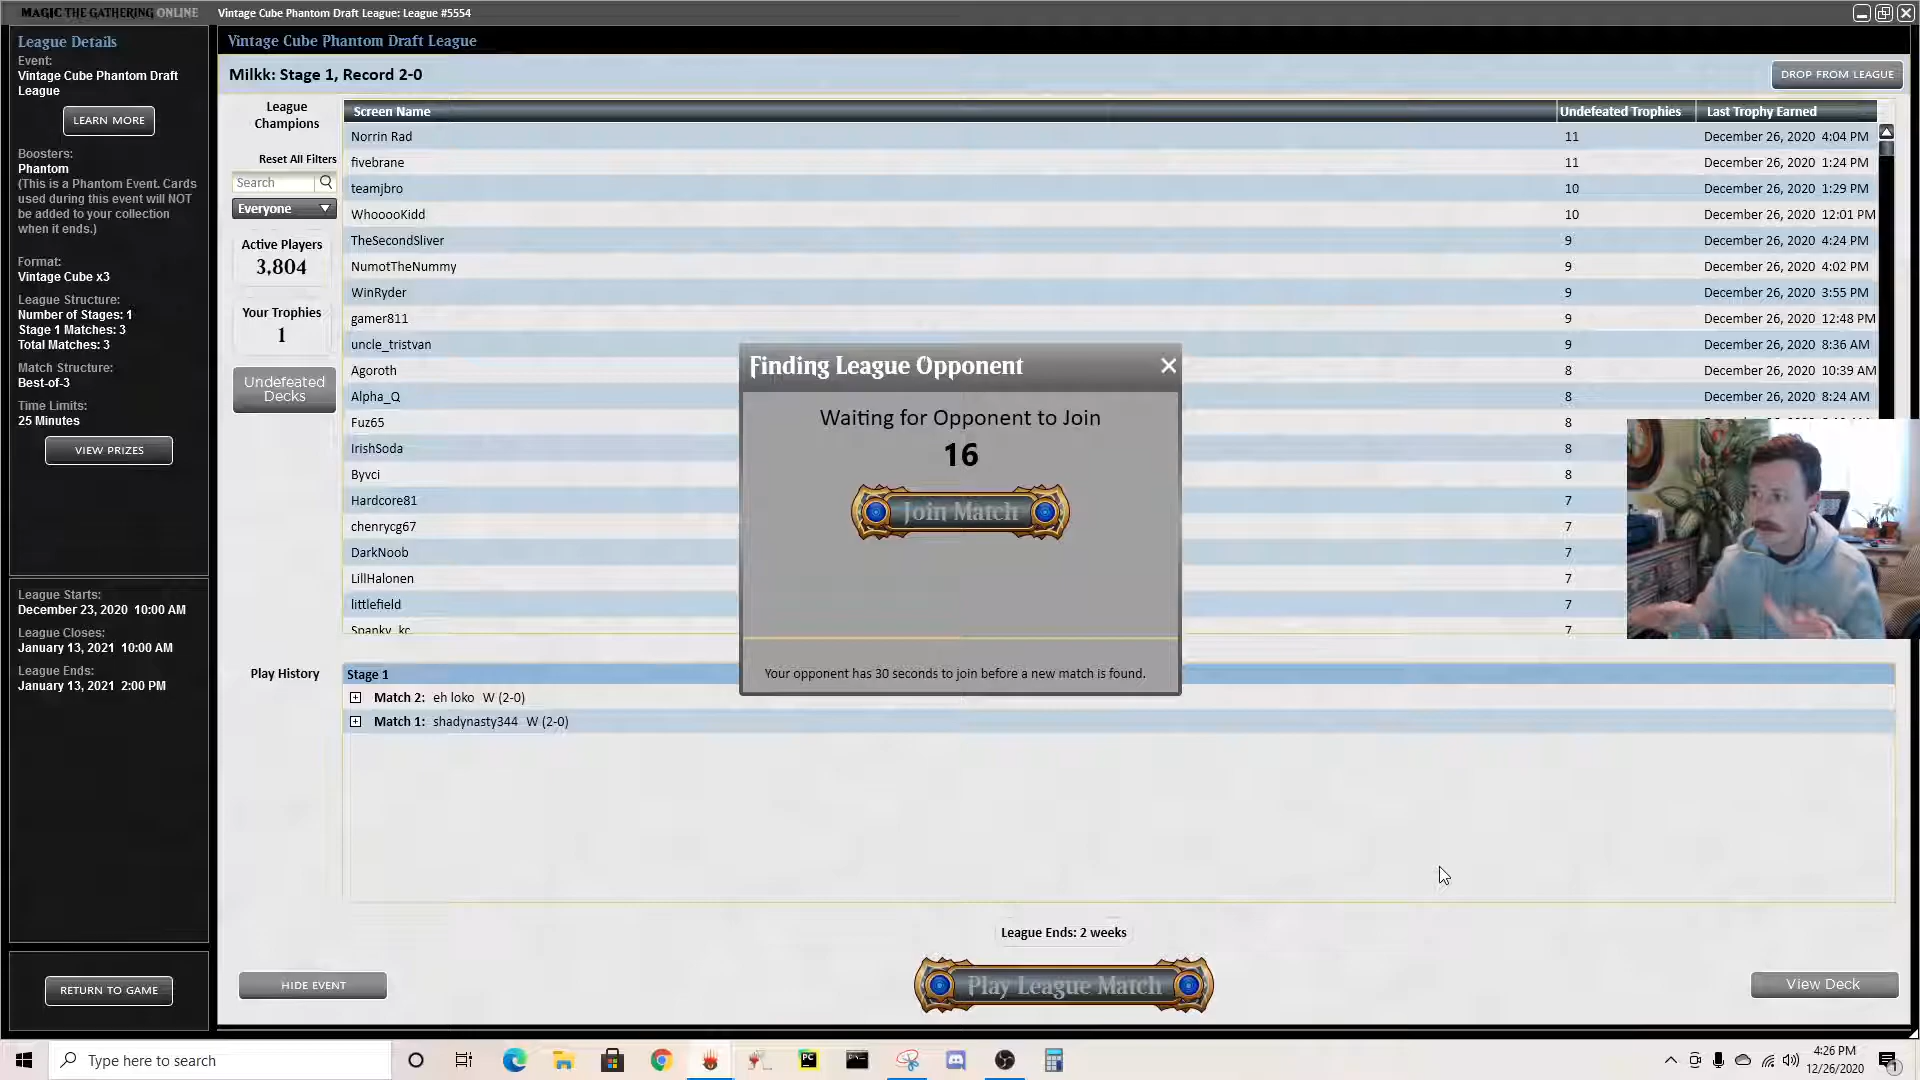 MAGIC THE GATHERING ONLINE
Vintage Cube Phantom Draft League: League #5554
League Details
Event:
Vintage Cube Phantom Draft
League
LEARN MORE
Boosters:
Phantom
(This is a Phantom Event. Cards
used during this event will NOT
be added to your collection
when it ends.)
Format:
Vintage Cube x3
League Structure:
Number of Stages: 1
Stage 1 Matches: 3
Total Matches: 3
Match Structure:
Best-of-3
Time Limits:
25 Minutes
VIEW PRIZES
League Starts:
December 23, 2020 10:00 AM
League Closes:
January 13, 2021 10:00 AM
League Ends:
January 13, 2021 2:00 PM
RETURN TO GAME
Vintage Cube Phantom Draft League
Milkk: Stage 1, Record 2-0
DROP FROM LEAGUE
League
Champions
Reset All Filters
Search
Everyone
Active Players
3,804
Your Trophies
1
Undefeated
Decks
Screen Name Undefeated Trophies Last Trophy Earned
Norrin Rad 11 December 26, 2020 4:04 PM
fivebrane 11 December 26, 2020 1:24 PM
teamjbro 10 December 26, 2020 1:29 PM
WhooooKidd 10 December 26, 2020 12:01 PM
TheSecondSliver 9 December 26, 2020 4:24 PM
NumotTheNummy 9 December 26, 2020 4:02 PM
WinRyder 9 December 26, 2020 3:55 PM
gamer811 9 December 26, 2020 12:48 PM
uncle_tristvan 9 December 26, 2020 8:36 AM
Agoroth 8 December 26, 2020 10:39 AM
Alpha_Q 8 December 26, 2020 8:24 AM
Fuz65 8
IrishSoda 8
Byvci 8
Hardcore81 7
chenrycg67 7
DarkNoob 7
LillHalonen 7
littlefield 7
Spanky_kc 7
Finding League Opponent
Waiting for Opponent to Join
16
Join Match
Your opponent has 30 seconds to join before a new match is found.
Play History
Stage 1
Match 2: eh loko W (2-0)
Match 1: shadynasty344 W (2-0)
League Ends: 2 weeks
HIDE EVENT
Play League Match
View Deck
Type here to search
PC
4:26 PM
12/26/2020
1